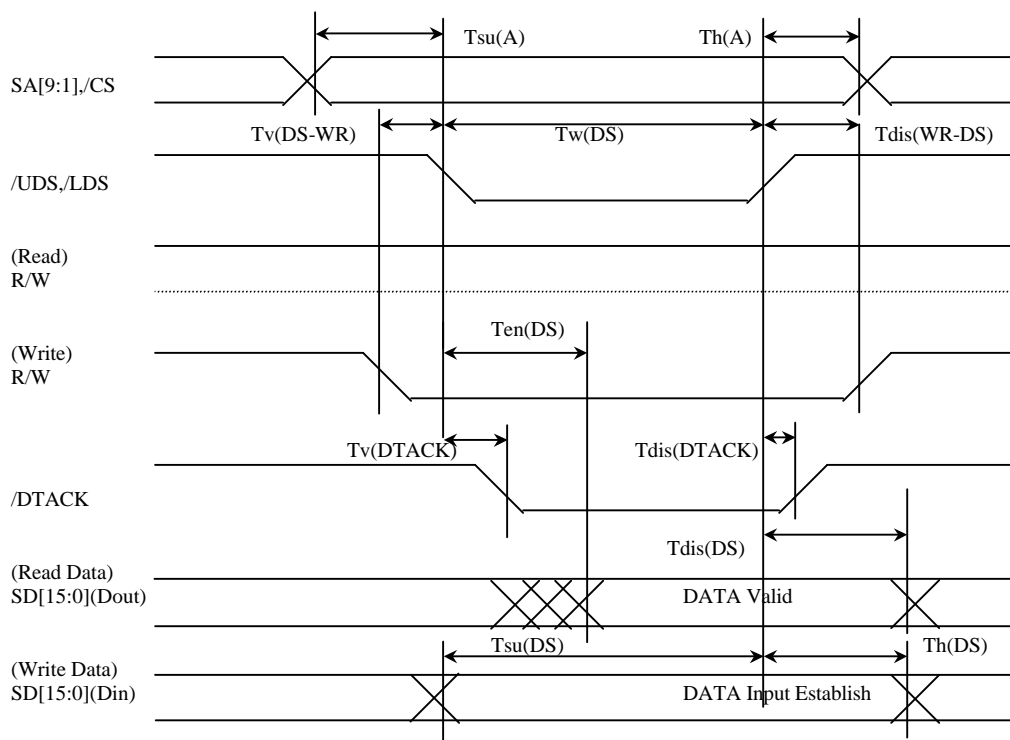 Tsu(A)
Th(A)
SA[9:1],/CS
Tv(DS-WR)
Tw(DS)
Tdis(WR-DS)
/UDS,/LDS
(Read)
R/W
Ten(DS)
(Write)
R/W
Tv(DTACK)
Tdis(DTACK)
/DTACK
Tdis(DS)
(Read Data)
SD[15:0](Dout)
DATA Valid
Tsu(DS)
Th(DS)
(Write Data)
SD[15:0](Din)
DATA Input Establish